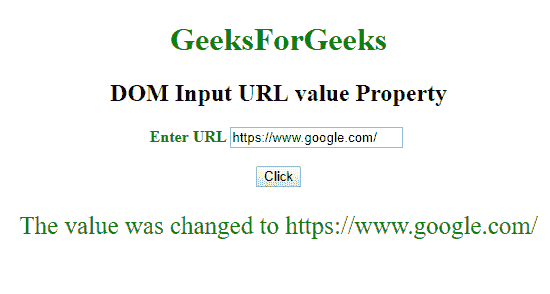 GeeksForGeeks
DOM Input URL value Property
Enter URL https://www.google.com/
Click
The value was changed to https://www.google.com/